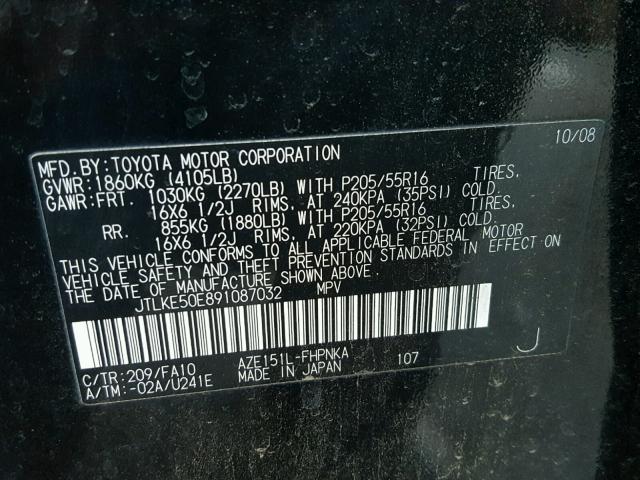 MFD.BY:TOYOTA MOTOR CORPORATION 10/08
GVWR:1860KG (4105LB)
GAWR:FRT. 1030KG (2270LB) WITH P205/55R16 TIRES,
16X6 1/2J RIMS, AT 240KPA (35PSI) COLD.
RR. 855KG (1880LB) WITH P205/55R16 TIRES,
16X6 1/2J RIMS, AT 220KPA (32PSI) COLD.
THIS VEHICLE CONFORMS TO ALL APPLICABLE FEDERAL MOTOR
VEHICLE SAFETY AND THEFT PREVENTION STANDARDS IN EFFECT ON
THE DATE OF MANUFACTURE SHOWN ABOVE.
JTLKE50E891087032 MPV
J
C/TR:209/FA10 AZE151L-FHPNKA 107
A/TM:-02A/U241E MADE IN JAPAN